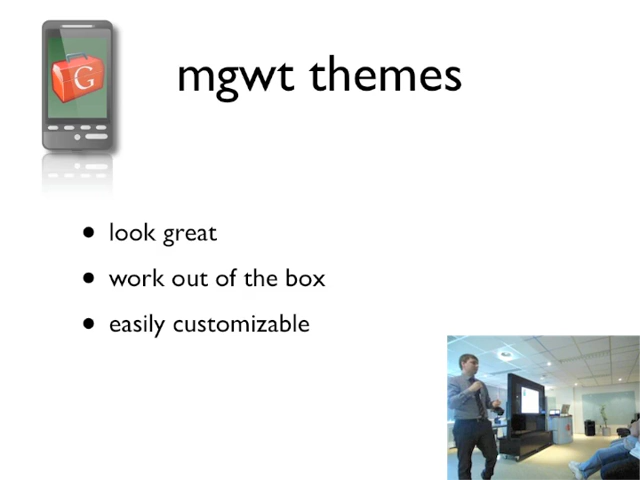 G
mgwt themes
• look great
• work out of the box
• easily customizable